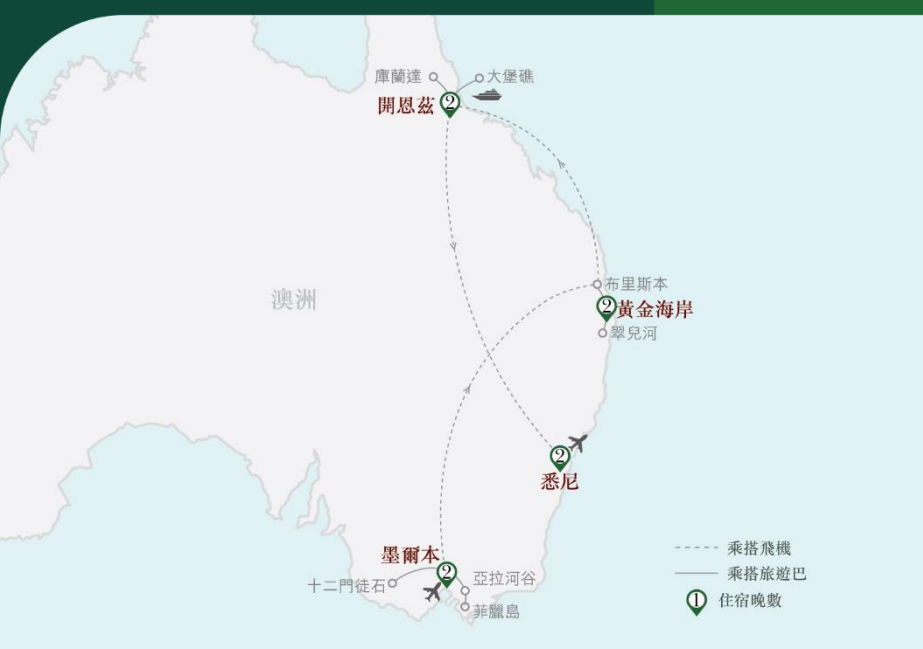 庫蘭達
大堡礁
開恩茲
2
澳洲
布里斯本
2
黃金海岸
翠兒河
2
悉尼
墨爾本
2
十二門徒石
亞拉河谷
菲臘島
乘搭飛機
乘搭旅遊巴
1
住宿晚數